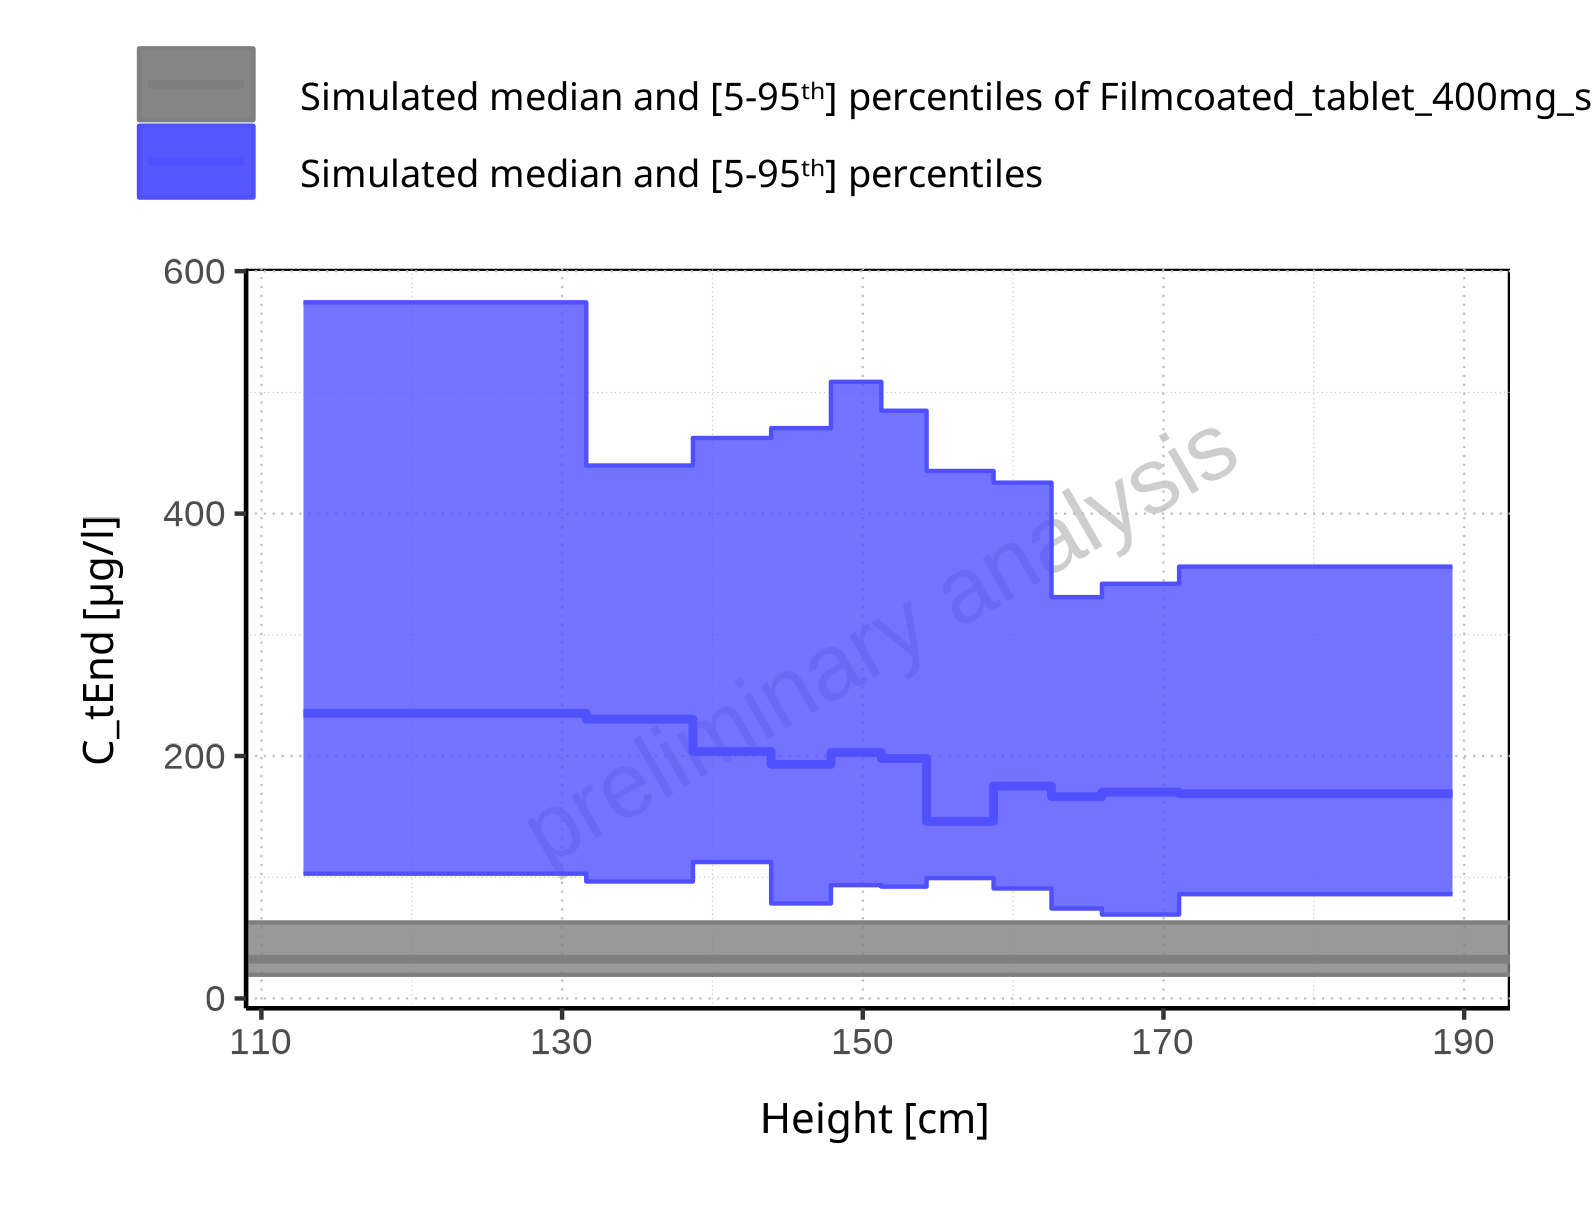 Simulated median and [5-95th] percentiles of Filmcoated_tablet_400mg_s
Simulated median and [5-95th] percentiles
600
400
200
0
C_tEnd [µg/l]
preliminary analysis
110 130 150 170 190
Height [cm]